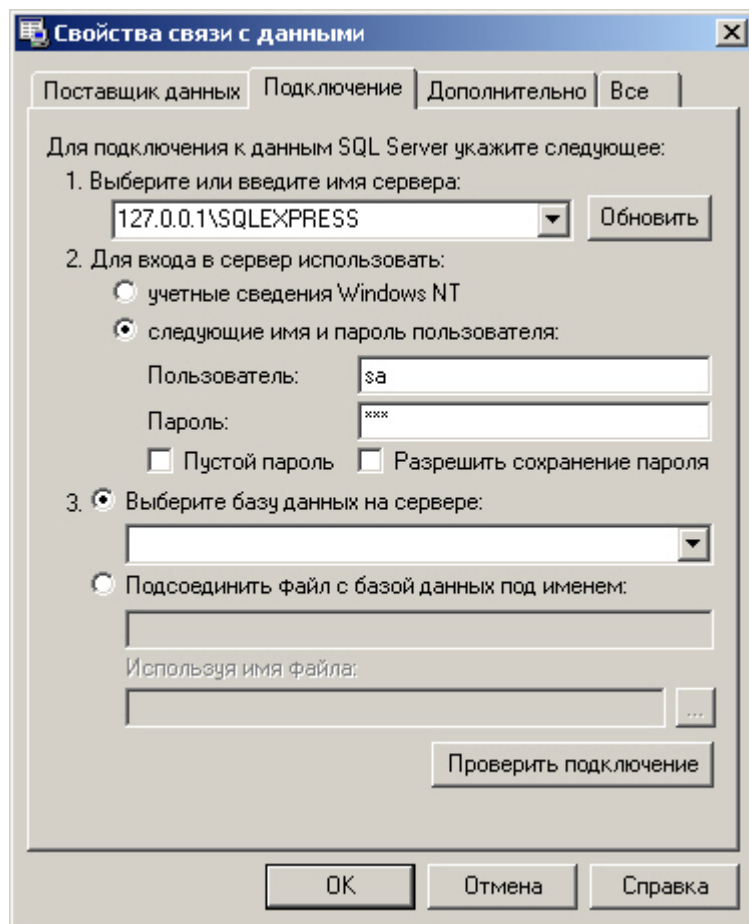 Свойства связи с данными
Поставщик данных Подключение Дополнительно Все
Для подключения к данным SQL Server укажите следующее:
1. Выберите или введите имя сервера:
127.0.0.1\SQLEXPRESS Обновить
2. Для входа в сервер использовать:
учетные сведения Windows NT
следующие имя и пароль пользователя:
Пользователь: sa
Пароль: ***
Пустой пароль Разрешить сохранение пароля
3. Выберите базу данных на сервере:
Подсоединить файл с базой данных под именем:
Используя имя файла:
...
Проверить подключение
OK Отмена Справка